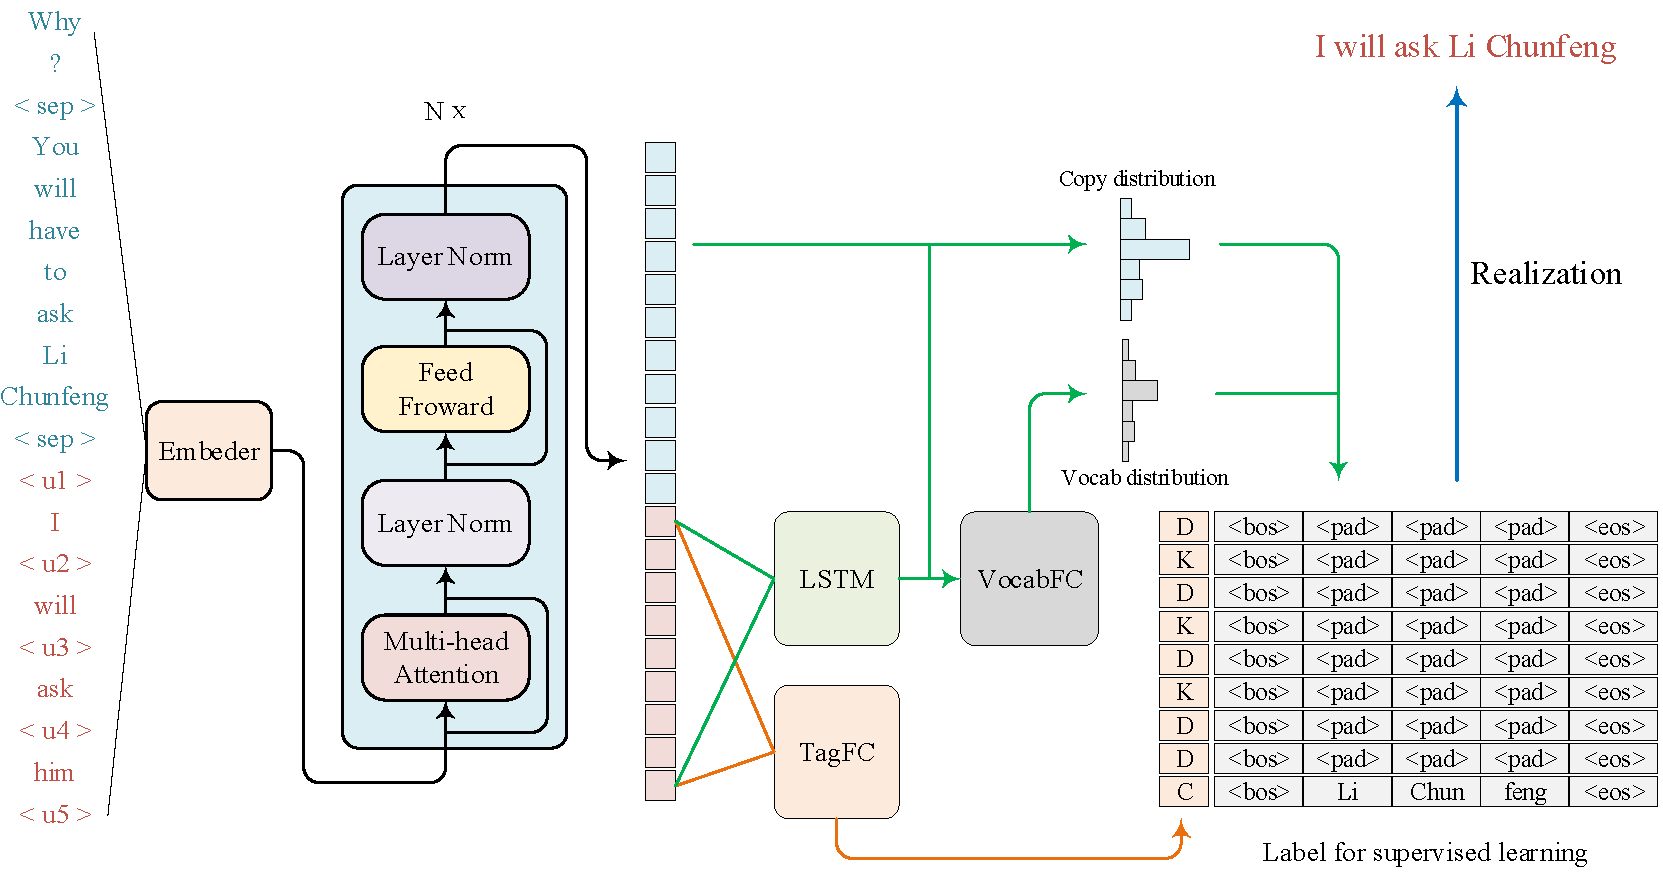 Why
?
< sep >
You
will
have
to
ask
Li
Chunfeng
< sep >
< u1 >
I
< u2 >
will
< u3 >
ask
< u4 >
him
< u5 >
Embeder
N x
Layer Norm
Feed
Froward
Layer Norm
Multi-head
Attention
LSTM
TagFC
VocabFC
Copy distribution
Vocab distribution
I will ask Li Chunfeng
Realization
D <bos> <pad> <pad> <pad> <eos>
K <bos> <pad> <pad> <pad> <eos>
D <bos> <pad> <pad> <pad> <eos>
K <bos> <pad> <pad> <pad> <eos>
D <bos> <pad> <pad> <pad> <eos>
K <bos> <pad> <pad> <pad> <eos>
D <bos> <pad> <pad> <pad> <eos>
D <bos> <pad> <pad> <pad> <eos>
C <bos> Li Chun feng <eos>
Label for supervised learning